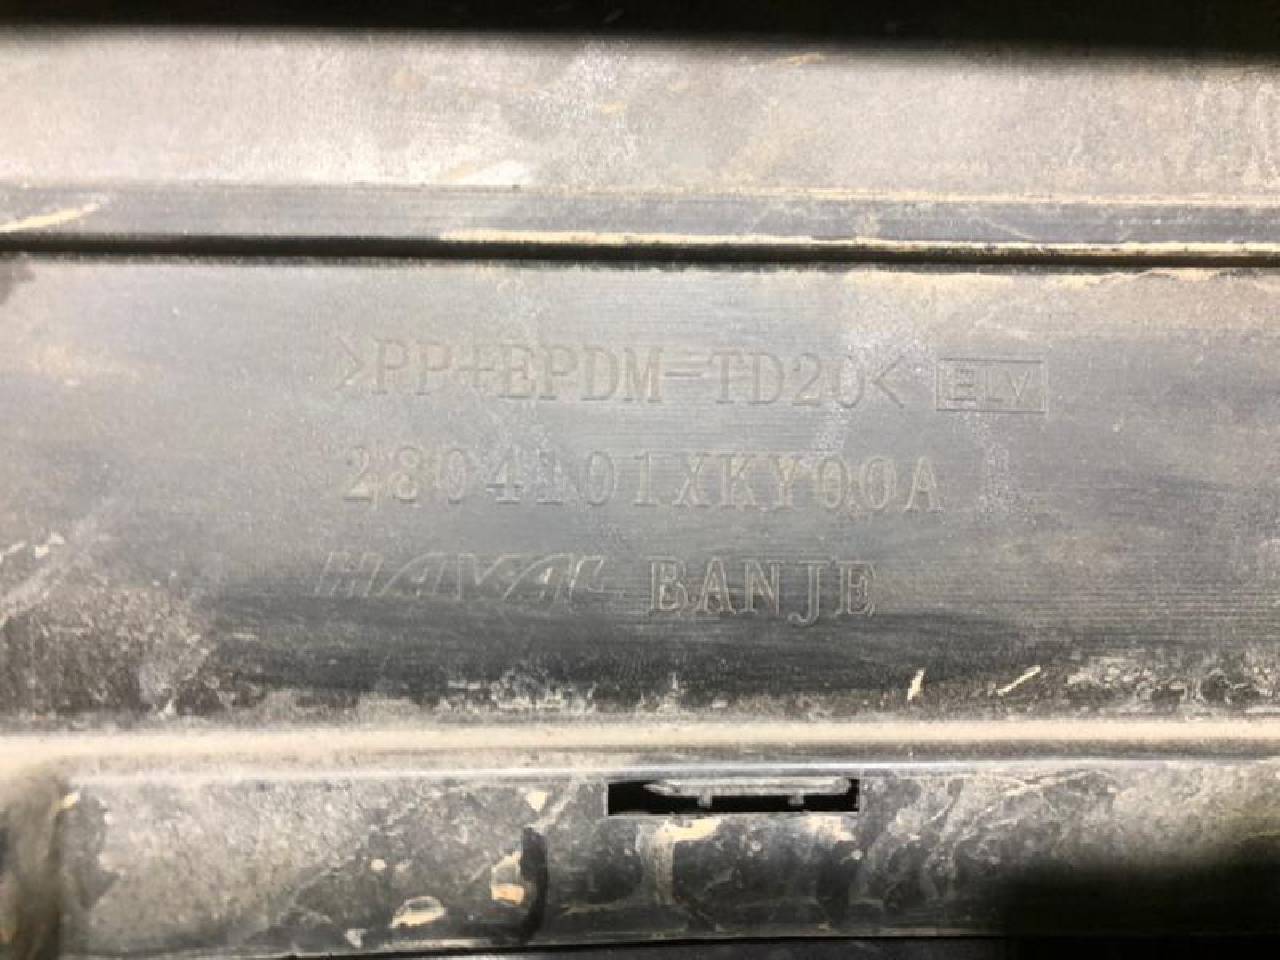 >PP+EPDM-TD20< ELV
2804101XKY00A
HAVAL BANJE